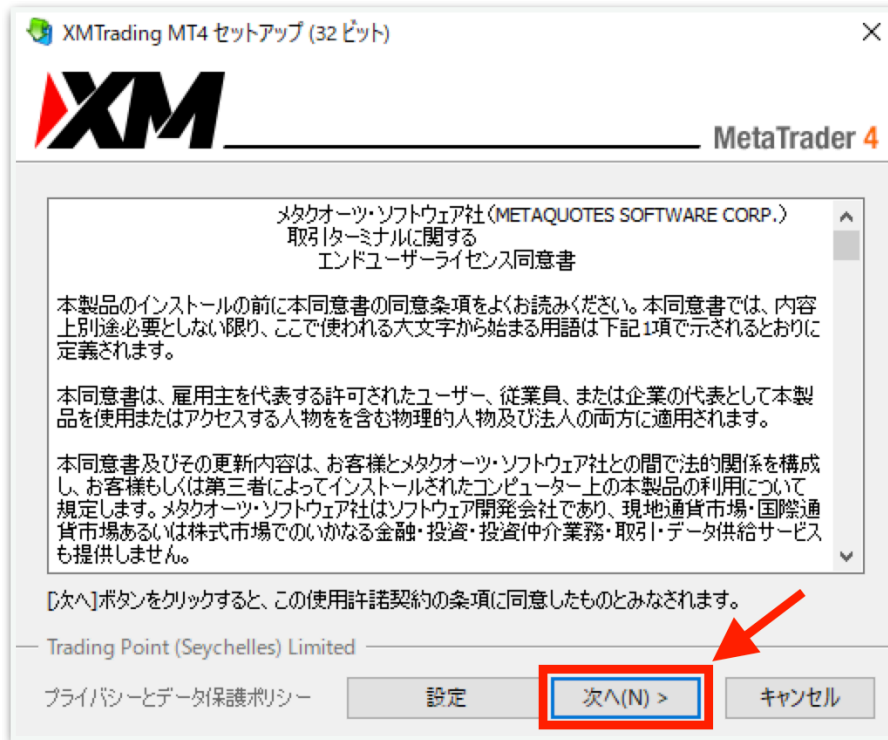 XMTrading MT4 セットアップ (32 ビット)
XM
MetaTrader 4
メタクオーツ・ソフトウェア社(METAQUOTES SOFTWARE CORP.)
取引ターミナルに関する
エンドユーザーライセンス同意書
本製品のインストールの前に本同意書の同意条項をよくお読みください。本同意書では、内容
上別途必要としない限り、ここで使われる大文字から始まる用語は下記1項で示されるとおりに
定義されます。
本同意書は、雇用主を代表する許可されたユーザー、従業員、または企業の代表として本製
品を使用またはアクセスする人物をを含む物理的人物及び法人の両方に適用されます。
本同意書及びその更新内容は、お客様とメタクオーツ・ソフトウェア社との間で法的関係を構成
し、お客様もしくは第三者によってインストールされたコンピューター上の本製品の利用について
規定します。メタクオーツ・ソフトウェア社はソフトウェア開発会社であり、現地通貨市場・国際通
貨市場あるいは株式市場でのいかなる金融・投資・投資仲介業務・取引・データ供給サービス
も提供しません。
[次へ]ボタンをクリックすると、この使用許諾契約の条項に同意したものとみなされます。
Trading Point (Seychelles) Limited
プライバシーとデータ保護ポリシー
設定
次へ(N) >
キャンセル